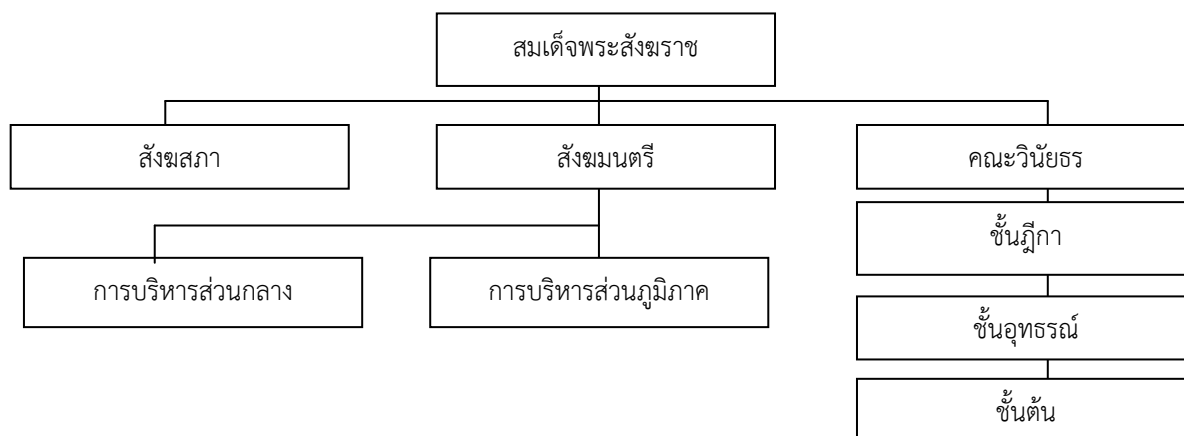 สมเด็จพระสังฆราช
สังฆสภา
สังฆมนตรี
คณะวินัยธร
ชั้นฎีกา
การบริหารส่วนกลาง
การบริหารส่วนภูมิภาค
ชั้นอุทธรณ์
ชั้นต้น